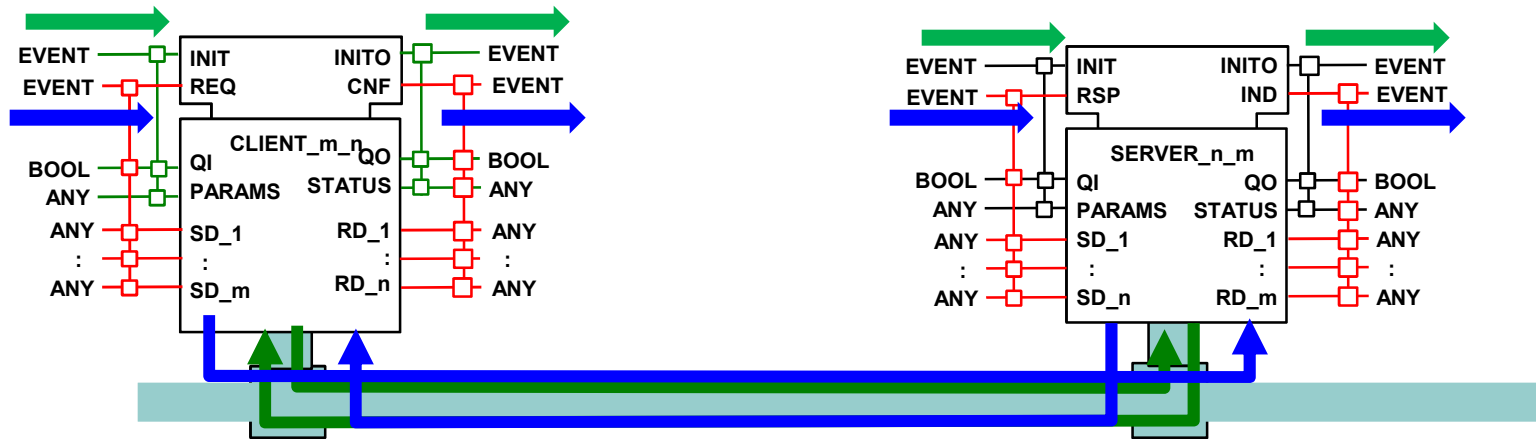 EVENT INIT INITO EVENT
EVENT REQ CNF EVENT
CLIENT_m_n
BOOL QI QO BOOL
ANY PARAMS STATUS ANY
ANY SD_1 RD_1 ANY
: : : :
ANY SD_m RD_n ANY
EVENT INIT INITO EVENT
EVENT RSP IND EVENT
SERVER_n_m
BOOL QI QO BOOL
ANY PARAMS STATUS ANY
ANY SD_1 RD_1 ANY
: : : :
ANY SD_n RD_m ANY